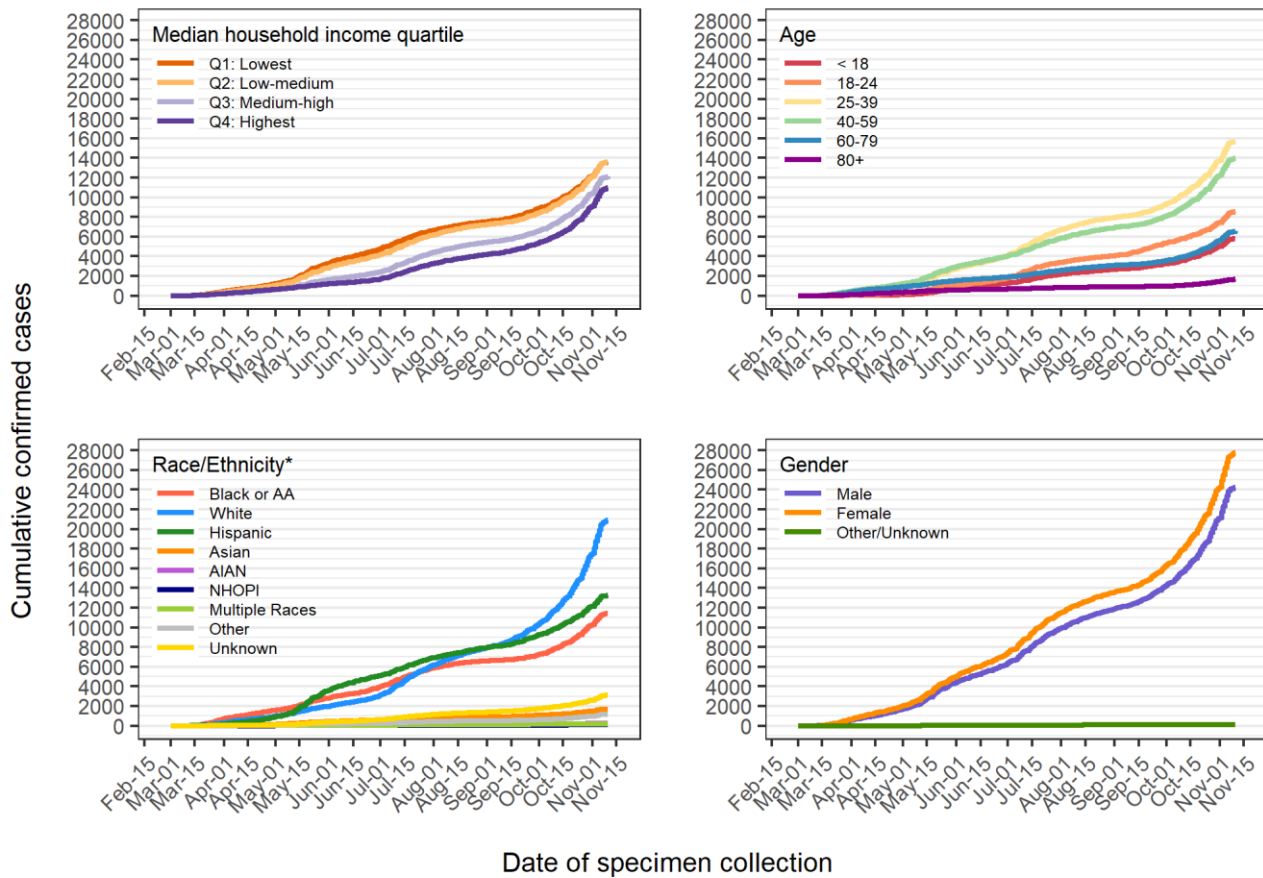 Cumulative confirmed cases
28000
26000
24000
22000
20000
18000
16000
14000
12000
10000
8000
6000
4000
2000
0
Median household income quartile
Q1: Lowest
Q2: Low-medium
Q3: Medium-high
Q4: Highest
Feb-15
Mar-01
Mar-15
Apr-01
Apr-15
May-01
May-15
Jun-01
Jun-15
Jul-01
Jul-15
Aug-01
Aug-15
Sep-01
Sep-15
Oct-01
Oct-15
Nov-01
Nov-15
28000
26000
24000
22000
20000
18000
16000
14000
12000
10000
8000
6000
4000
2000
0
Age
< 18
18-24
25-39
40-59
60-79
80+
Feb-15
Mar-01
Mar-15
Apr-01
Apr-15
May-01
May-15
Jun-01
Jun-15
Jul-01
Jul-15
Aug-01
Aug-15
Sep-01
Sep-15
Oct-01
Oct-15
Nov-01
Nov-15
28000
26000
24000
22000
20000
18000
16000
14000
12000
10000
8000
6000
4000
2000
0
Race/Ethnicity*
Black or AA
White
Hispanic
Asian
AIAN
NHOPI
Multiple Races
Other
Unknown
Feb-15
Mar-01
Mar-15
Apr-01
Apr-15
May-01
May-15
Jun-01
Jun-15
Jul-01
Jul-15
Aug-01
Aug-15
Sep-01
Sep-15
Oct-01
Oct-15
Nov-01
Nov-15
28000
26000
24000
22000
20000
18000
16000
14000
12000
10000
8000
6000
4000
2000
0
Gender
Male
Female
Other/Unknown
Feb-15
Mar-01
Mar-15
Apr-01
Apr-15
May-01
May-15
Jun-01
Jun-15
Jul-01
Jul-15
Aug-01
Aug-15
Sep-01
Sep-15
Oct-01
Oct-15
Nov-01
Nov-15
Date of specimen collection